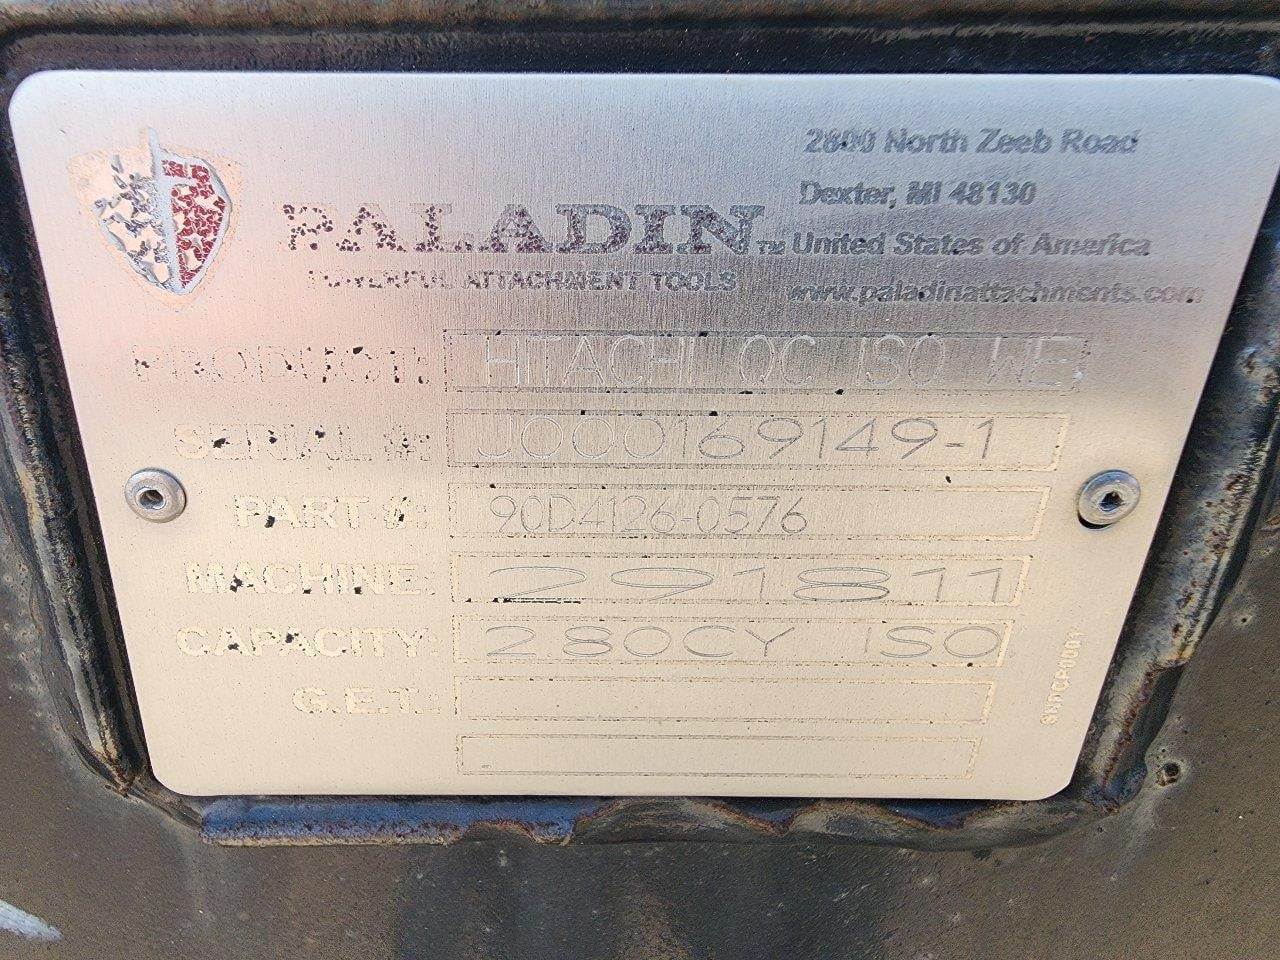 2800 North Zeeb Road
Dexter, MI 48130
United States of America
www.paladinattachments.com
PALADIN TM
POWERFUL ATTACHMENT TOOLS
PRODUCT: HITACHI QC ISO WE
SERIAL #: J000169149-1
PART #: 90D4126-0576
MACHINE: 291811
CAPACITY: 2.80CY ISO
G.E.T.: